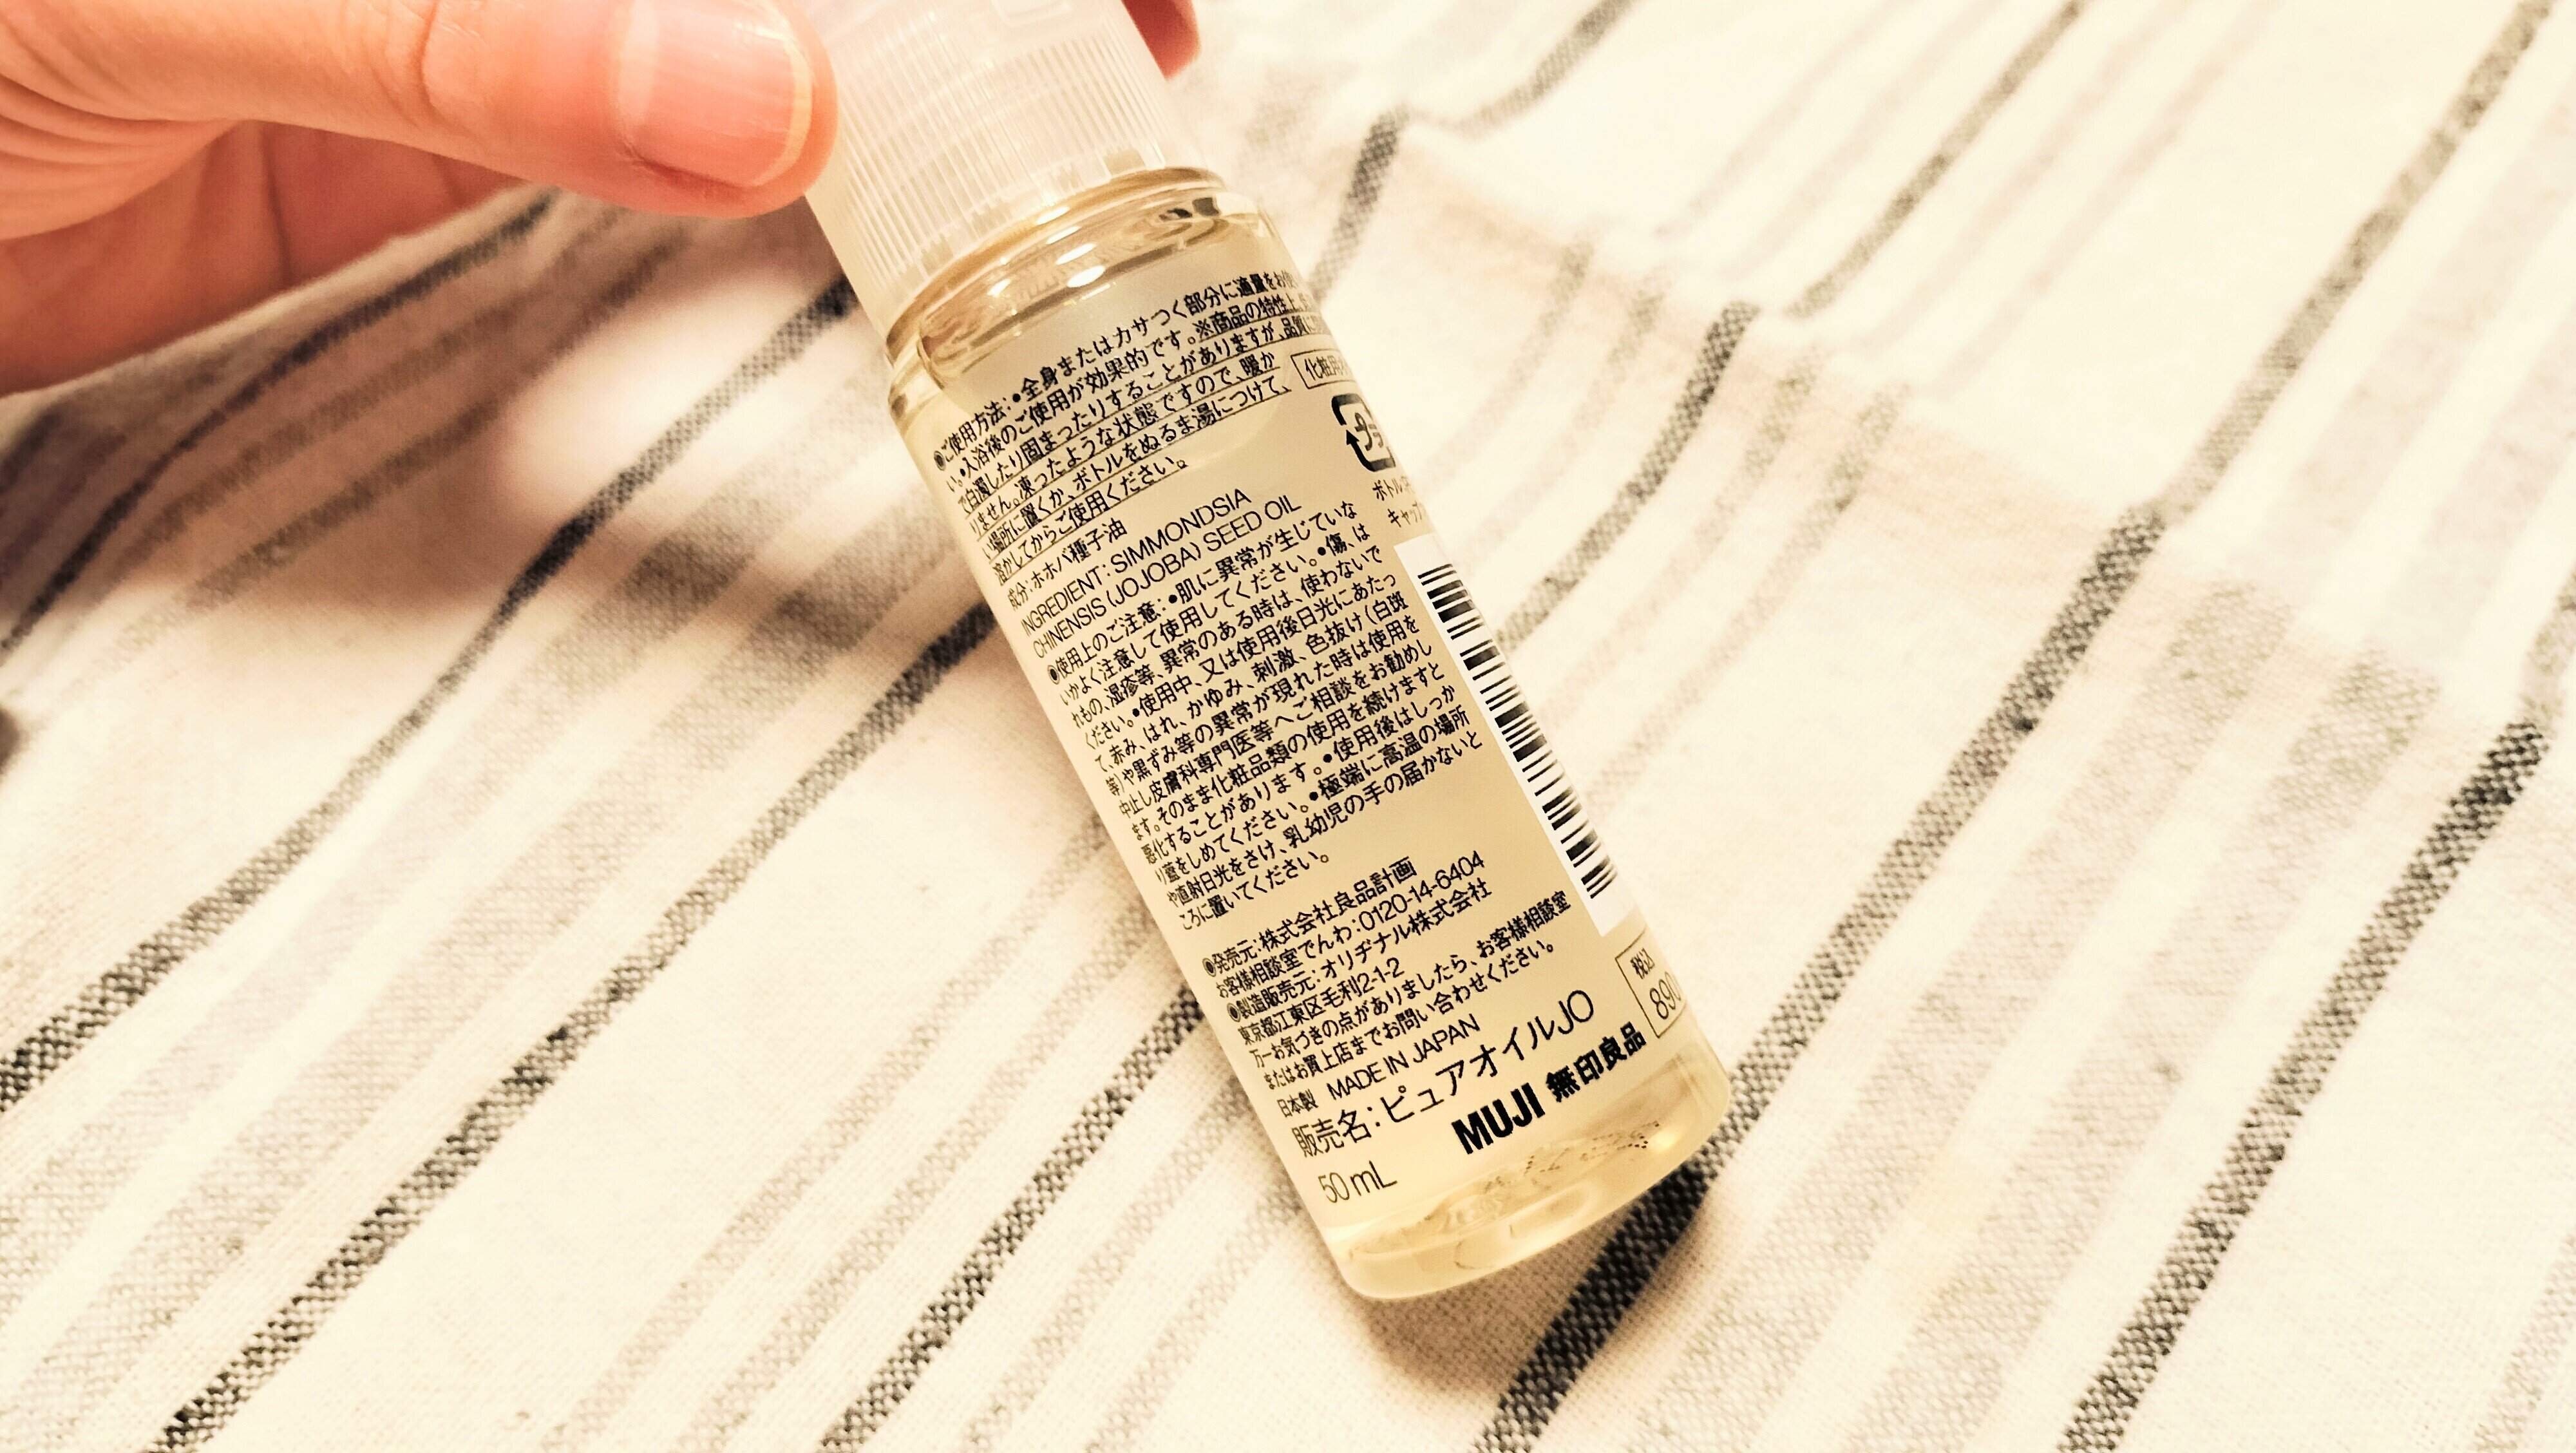 ●ご使用方法：●全身またはカサつく部分に適量をお使
い。●入浴後のご使用が効果的です。※商品の特性上、
で白濁したり固まったりすることがありますが、品質に
りません。凍ったような状態ですので、暖か
い場所に置くか、ボトルをぬるま湯につけて、
溶かしてからご使用ください。
成分：ホホバ種子油
INGREDIENT: SIMMONDSIA
CHINENSIS (JOJOBA) SEED OIL
●使用上のご注意：●肌に異常が生じていな
いかよく注意して使用してください。●傷、は
れもの、湿疹等、異常のある時は、使わないで
ください。●使用中、又は使用後日光にあたっ
て、赤み、はれ、かゆみ、刺激、色抜け（白斑
等）や黒ずみ等の異常が現れた時は使用を
中止し皮膚科専門医等へご相談をお勧めし
ます。そのまま化粧品類の使用を続けますと
悪化することがあります。●使用後はしっか
り蓋をしめてください。●極端に高温の場所
や直射日光をさけ、乳幼児の手の届かないと
ころに置いてください。
●発売元：株式会社良品計画
お客様相談室でんわ：0120-14-6404
●製造販売元：オリヂナル株式会社
東京都江東区毛利2-1-2
万一お気づきの点がありましたら、お客様相談室
またはお買上店までお問い合わせください。
日本製 MADE IN JAPAN
販売名：ピュアオイルJO
MUJI 無印良品
50 mL
化粧用
プラ
ボトル
キャップ
税込
890